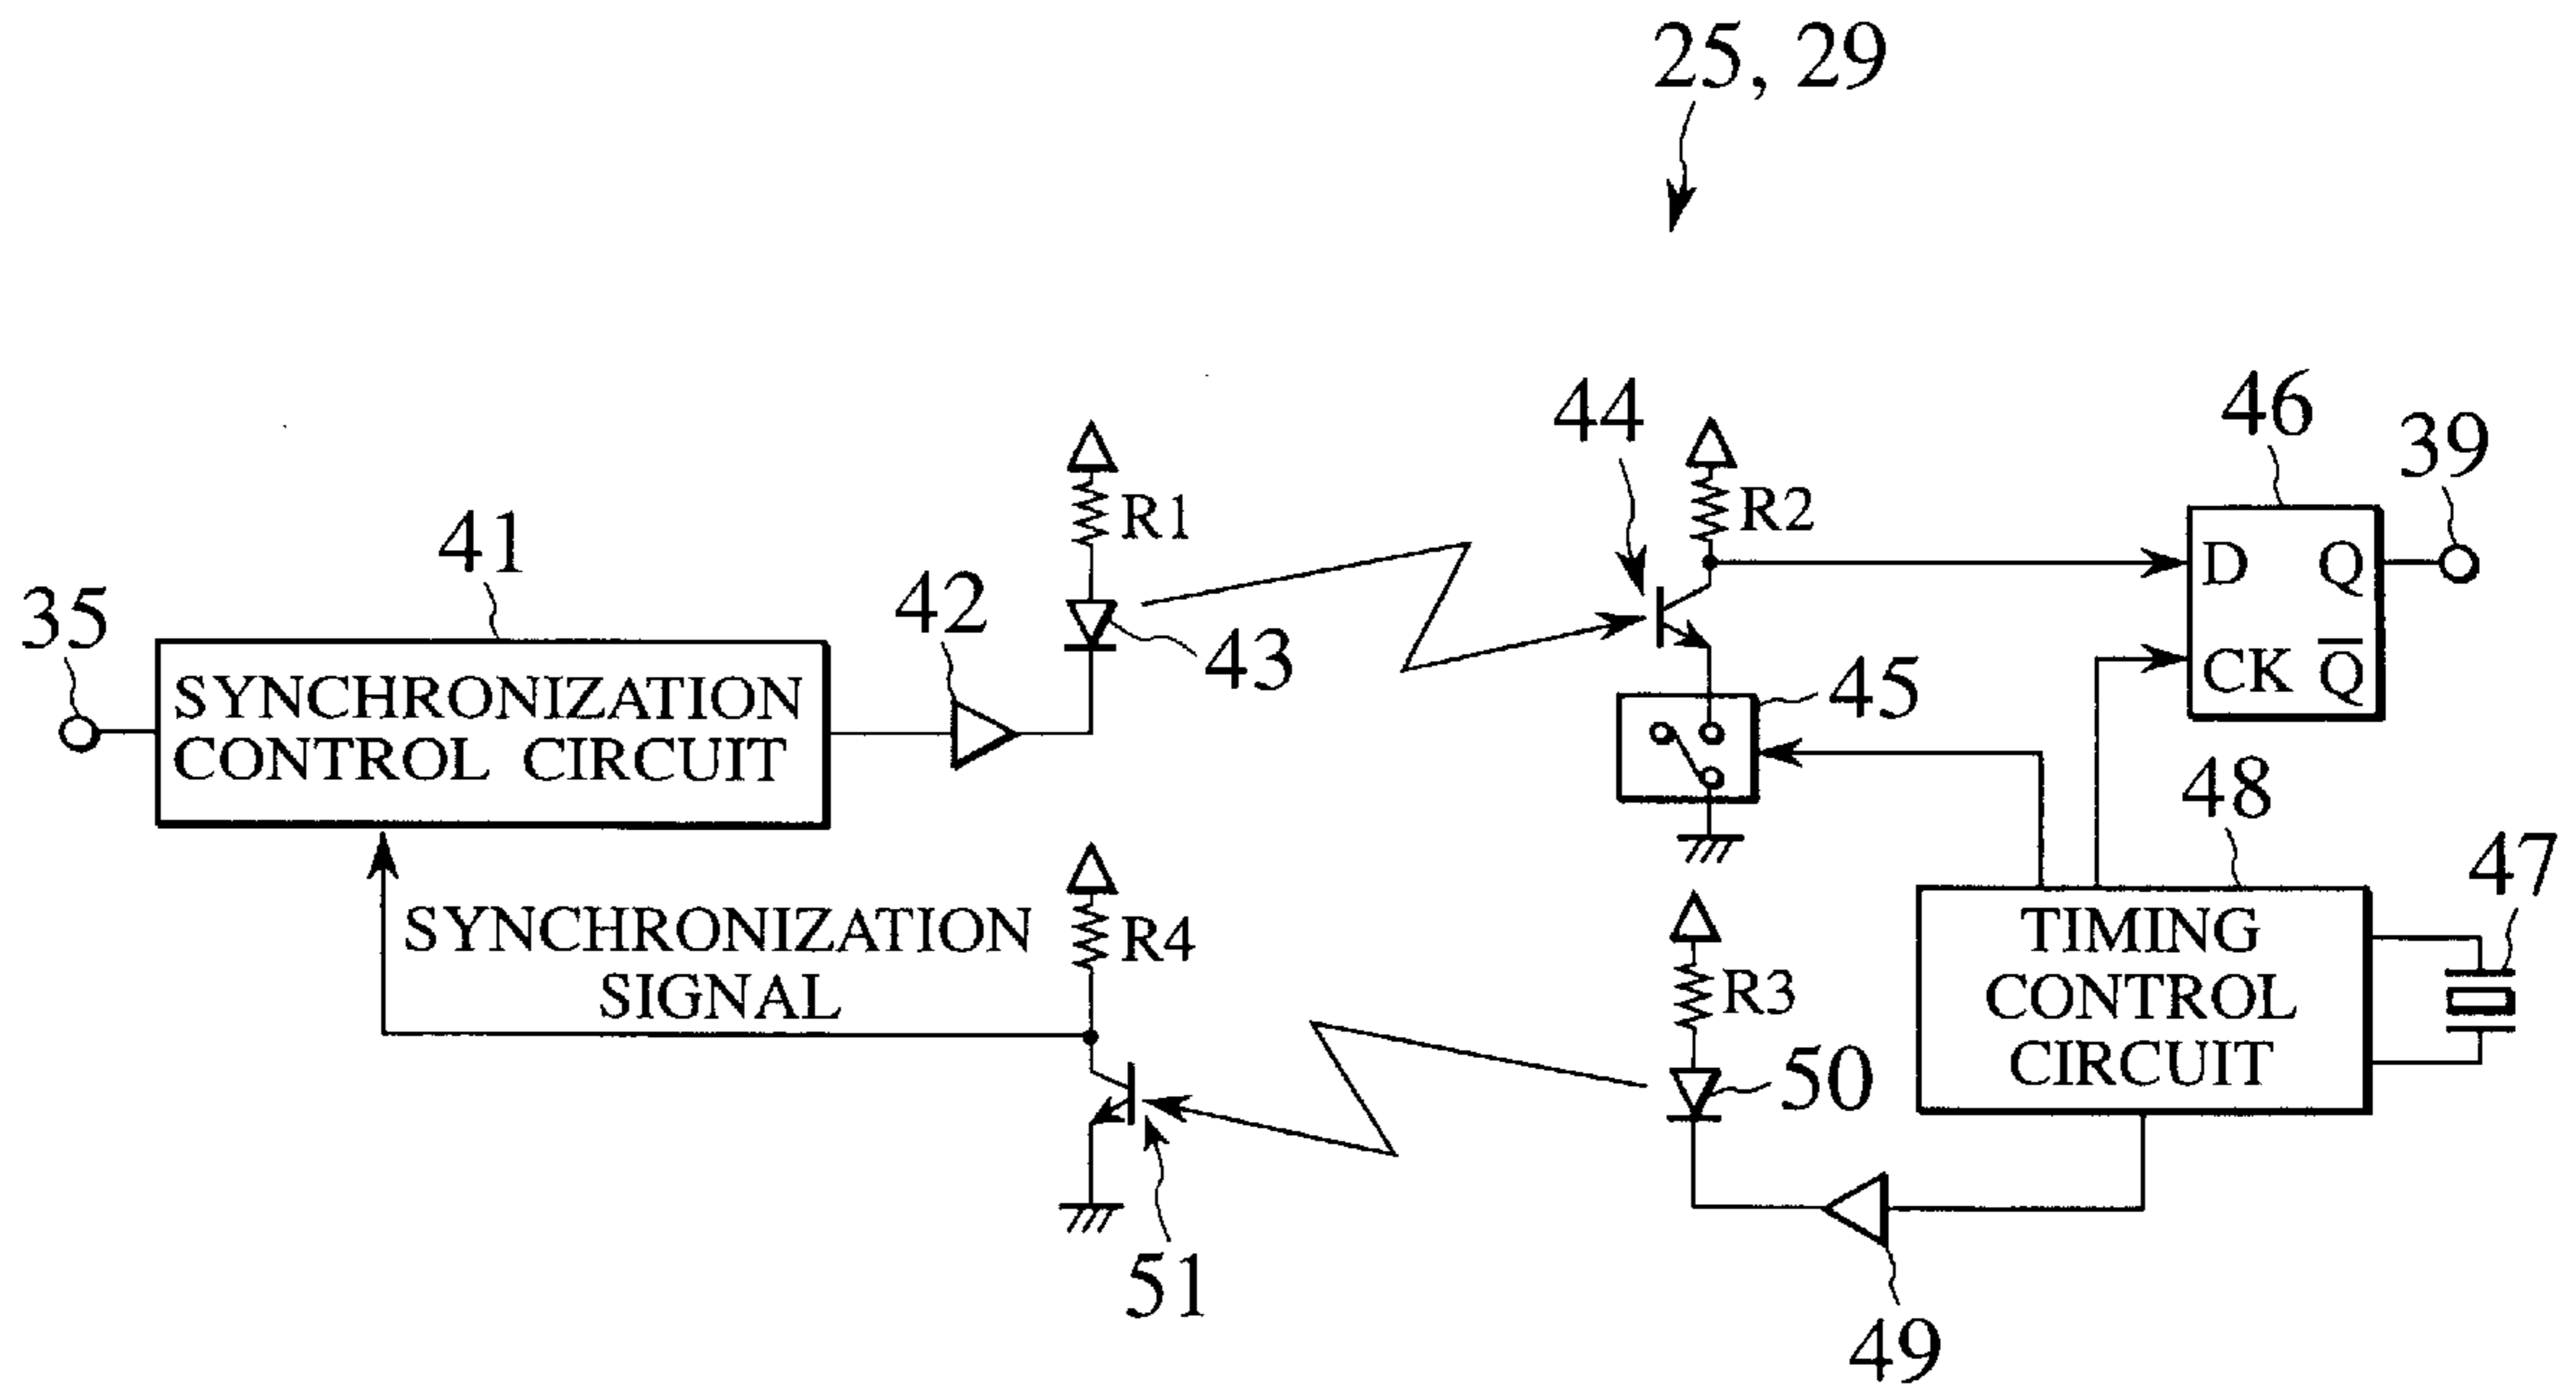 25, 29
44
46
39
R1
R2
41
42
43
D Q
35
45
CK Q̅
SYNCHRONIZATION
CONTROL CIRCUIT
48
47
R4
SYNCHRONIZATION
SIGNAL
R3
TIMING
CONTROL
CIRCUIT
50
51
49